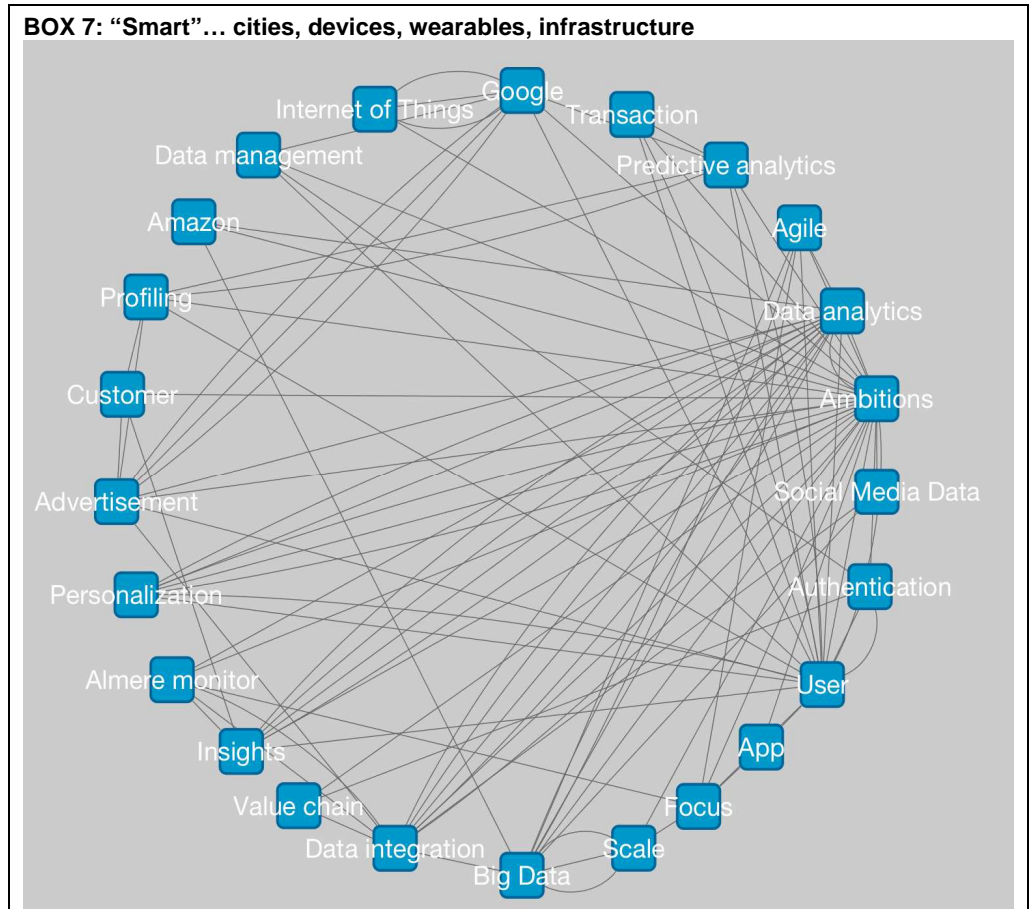 BOX 7: “Smart”… cities, devices, wearables, infrastructure
Google
Internet of Things
Transaction
Data management
Predictive analytics
Amazon
Agile
Profiling
Data analytics
Customer
Ambitions
Advertisement
Social Media Data
Personalization
Authentication
Almere monitor
User
Insights
App
Value chain
Focus
Data integration
Scale
Big Data